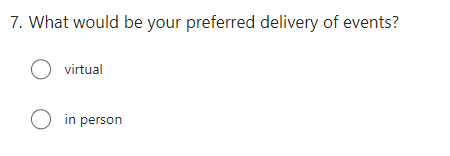 7. What would be your preferred delivery of events?
virtual
in person